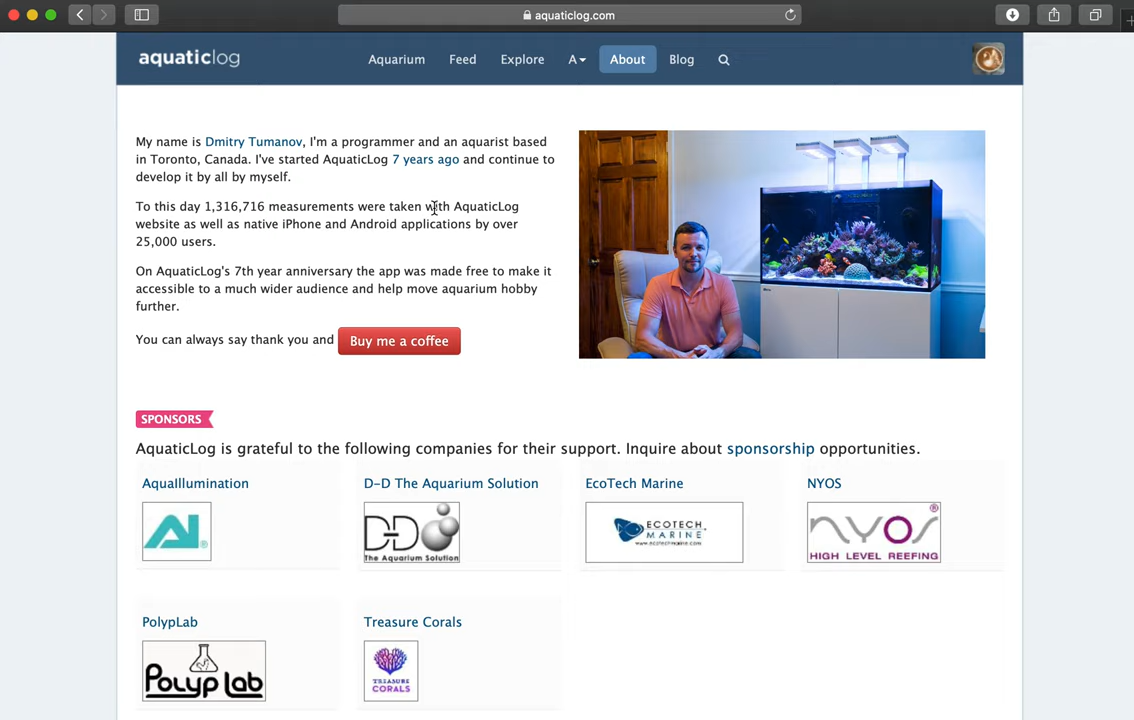 aquaticlog.com
aquaticlog
Aquarium Feed Explore A About Blog
My name is Dmitry Tumanov, I'm a programmer and an aquarist based
in Toronto, Canada. I've started AquaticLog 7 years ago and continue to
develop it by all by myself.
To this day 1,316,716 measurements were taken with AquaticLog
website as well as native iPhone and Android applications by over
25,000 users.
On AquaticLog's 7th year anniversary the app was made free to make it
accessible to a much wider audience and help move aquarium hobby
further.
You can always say thank you and Buy me a coffee
SPONSORS
AquaticLog is grateful to the following companies for their support. Inquire about sponsorship opportunities.
AquaIllumination D-D The Aquarium Solution EcoTech Marine NYOS
AI®
D-D
The Aquarium Solution
ECOTECH
MARINE
www.ecotechmarine.com
NYOS®
HIGH LEVEL REEFING
PolypLab Treasure Corals
Polyp Lab
TREASURE
CORALS